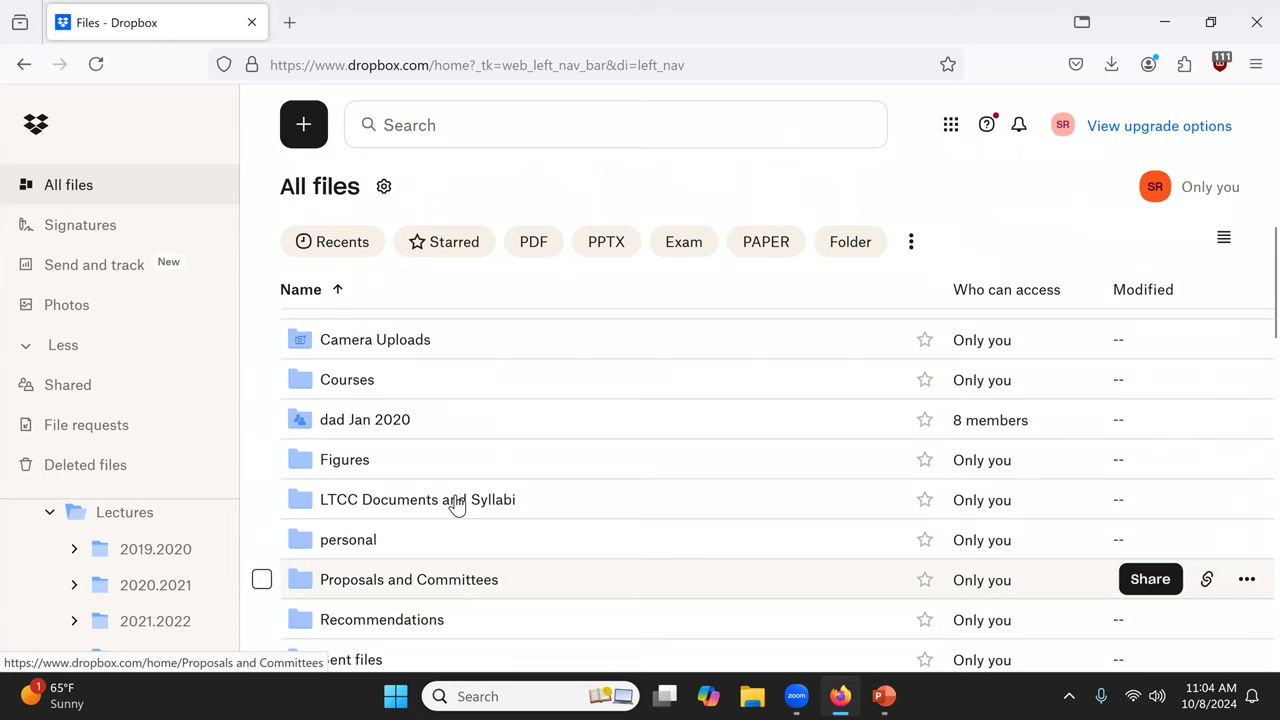 Files - Dropbox
https://www.dropbox.com/home?_tk=web_left_nav_bar&di=left_nav
111
Search
SR
View upgrade options
All files
Signatures
Send and track
New
Photos
Less
Shared
File requests
Deleted files
Lectures
2019.2020
2020.2021
2021.2022
All files
SR
Only you
Recents
Starred
PDF
PPTX
Exam
PAPER
Folder
Name
Who can access
Modified
Camera Uploads
Only you
--
Courses
Only you
--
dad Jan 2020
8 members
--
Figures
Only you
--
LTCC Documents and Syllabi
Only you
--
personal
Only you
--
Proposals and Committees
Only you
Share
Recommendations
Only you
--
files
Only you
--
https://www.dropbox.com/home/Proposals and Committees
1
65°F
Sunny
Search
zoom
11:04 AM
10/8/2024